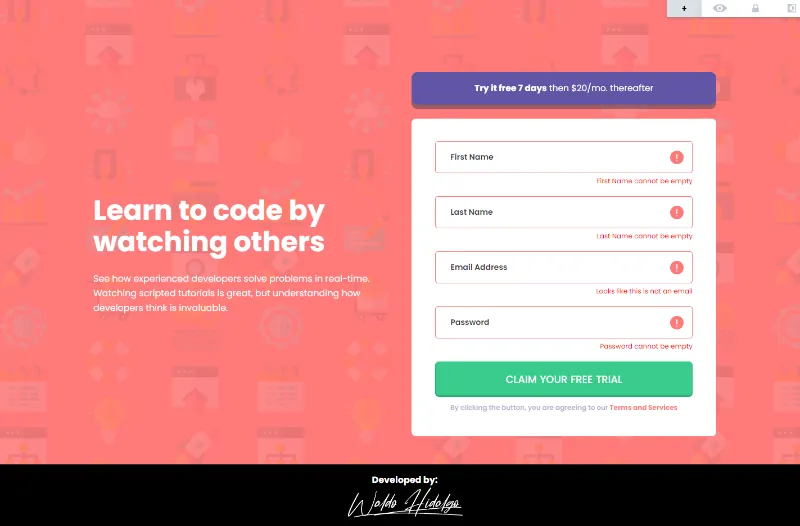 +
Try it free 7 days then $20/mo. thereafter
Learn to code by
watching others
See how experienced developers solve problems in real-time.
Watching scripted tutorials is great, but understanding how
developers think is invaluable.
First Name
!
First Name cannot be empty
Last Name
!
Last Name cannot be empty
Email Address
!
Looks like this is not an email
Password
!
Password cannot be empty
CLAIM YOUR FREE TRIAL
By clicking the button, you are agreeing to our Terms and Services
Developed by:
Waldo Hidalgo